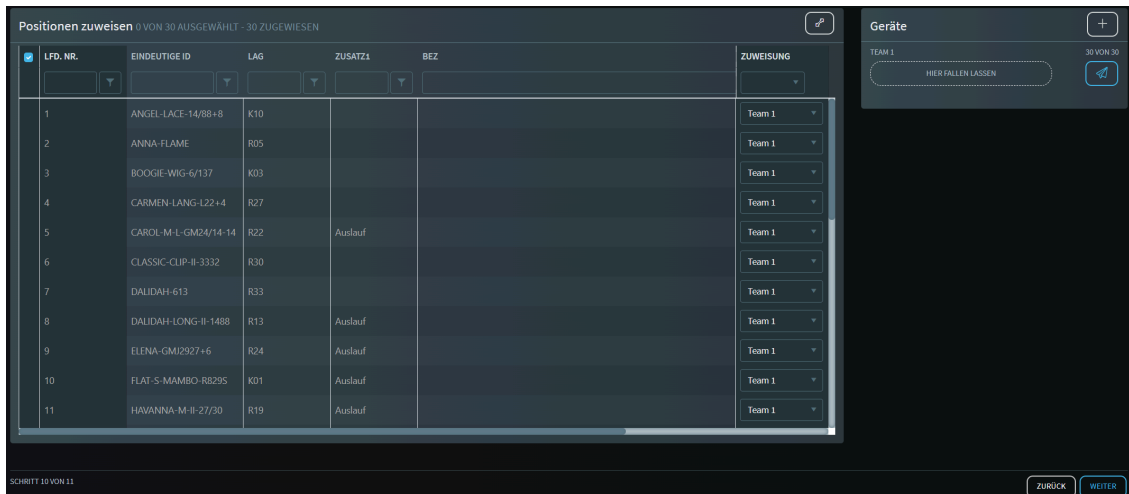 Positionen zuweisen 0 VON 30 AUSGEWÄHLT - 30 ZUGEWIESEN
LFD. NR. EINDEUTIGE ID LAG ZUSATZ1 BEZ ZUWEISUNG
1 ANGEL-LACE-14/88+8 K10 Team 1
2 ANNA-FLAME R05 Team 1
3 BOOGIE-WIG-6/137 K03 Team 1
4 CARMEN-LANG-L22+4 R27 Team 1
5 CAROL-M-L-GM24/14-14 R22 Auslauf Team 1
6 CLASSIC-CLIP-II-3332 R30 Team 1
7 DALIDAH-613 R33 Team 1
8 DALIDAH-LONG-II-1488 R13 Auslauf Team 1
9 ELENA-GMJ2927+6 R24 Auslauf Team 1
10 FLAT-S-MAMBO-R829S K01 Auslauf Team 1
11 HAVANNA-M-II-27/30 R19 Auslauf Team 1
Geräte
TEAM 1 30 VON 30
HIER FALLEN LASSEN
SCHRITT 10 VON 11
ZURÜCK WEITER